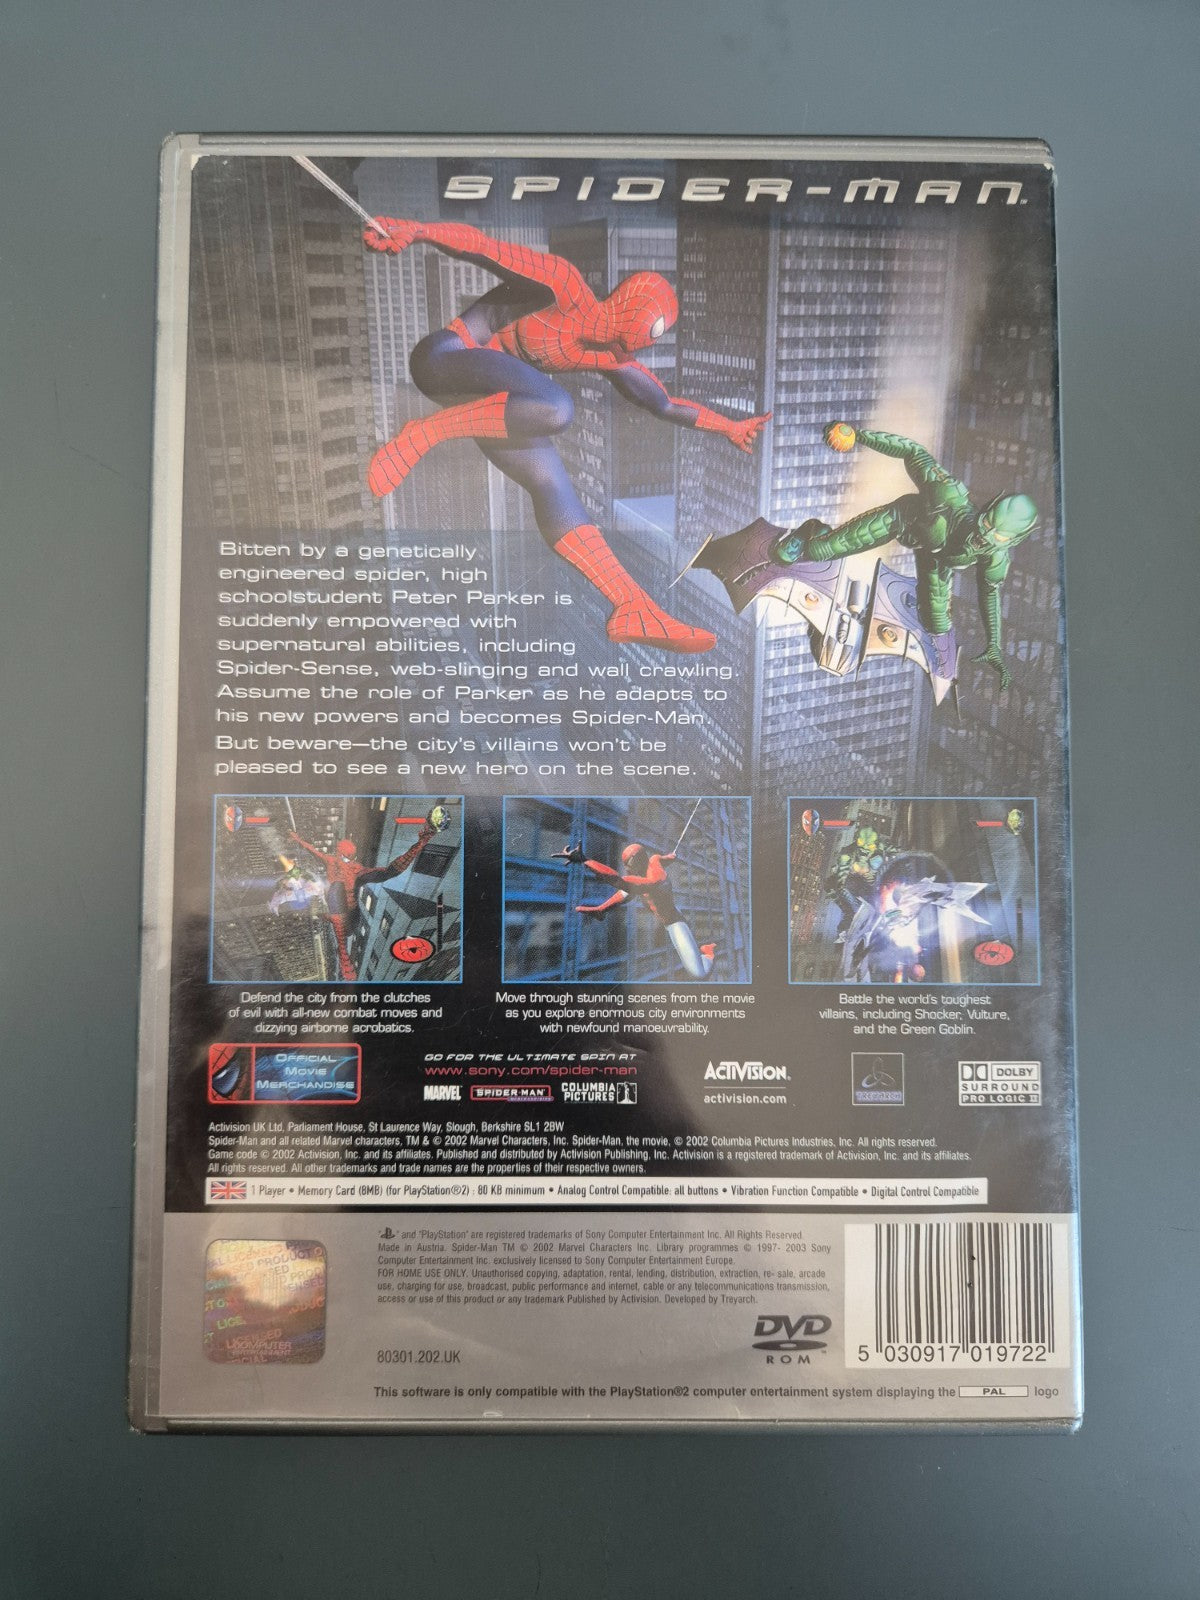 SPIDER-MAN™
Bitten by a genetically
engineered spider, high
schoolstudent Peter Parker is
suddenly empowered with
supernatural abilities, including
Spider-Sense, web-slinging and wall crawling.
Assume the role of Parker as he adapts to
his new powers and becomes Spider-Man.
But beware—the city's villains won't be
pleased to see a new hero on the scene.
Defend the city from the clutches
of evil with all-new combat moves and
dizzying airborne acrobatics.
Move through stunning scenes from the movie
as you explore enormous city environments
with newfound manoeuvrability.
Battle the world's toughest
villains, including Shocker, Vulture,
and the Green Goblin.
OFFICIAL
MOVIE
MERCHANDISE
GO FOR THE ULTIMATE SPIN AT
www.sony.com/spider-man
MARVEL
SPIDER-MAN
COLUMBIA
PICTURES
ACTIVISION.
activision.com
TREYARCH
DOLBY
SURROUND
PRO LOGIC II
Activision UK Ltd, Parliament House, St Laurence Way, Slough, Berkshire SL1 2BW
Spider-Man and all related Marvel characters, TM & © 2002 Marvel Characters, Inc. Spider-Man, the movie, © 2002 Columbia Pictures Industries, Inc. All rights reserved.
Game code © 2002 Activision, Inc. and its affiliates. Published and distributed by Activision Publishing, Inc. Activision is a registered trademark of Activision, Inc. and its affiliates.
All rights reserved. All other trademarks and trade names are the properties of their respective owners.
1 Player • Memory Card (8MB) (for PlayStation®2) : 80 KB minimum • Analog Control Compatible: all buttons • Vibration Function Compatible • Digital Control Compatible
" " and "PlayStation" are registered trademarks of Sony Computer Entertainment Inc. All Rights Reserved.
Made in Austria. Spider-Man TM © 2002 Marvel Characters Inc. Library programmes © 1997- 2003 Sony
Computer Entertainment Inc. exclusively licensed to Sony Computer Entertainment Europe.
FOR HOME USE ONLY. Unauthorised copying, adaptation, rental, lending, distribution, extraction, re- sale, arcade
use, charging for use, broadcast, public performance and internet, cable or any telecommunications transmission,
access or use of this product or any trademark Published by Activision. Developed by Treyarch.
DVD
ROM
80301.202.UK
5 030917 019722
This software is only compatible with the PlayStation®2 computer entertainment system displaying the PAL logo